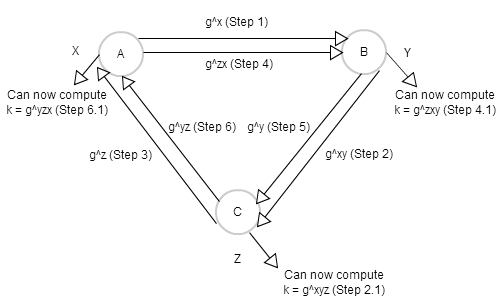 g^x (Step 1)
X
A
B
Y
g^zx (Step 4)
Can now compute
k = g^yzx (Step 6.1)
Can now compute
k = g^zxy (Step 4.1)
g^yz (Step 6)
g^y (Step 5)
g^z (Step 3)
g^xy (Step 2)
C
Z
Can now compute
k = g^xyz (Step 2.1)